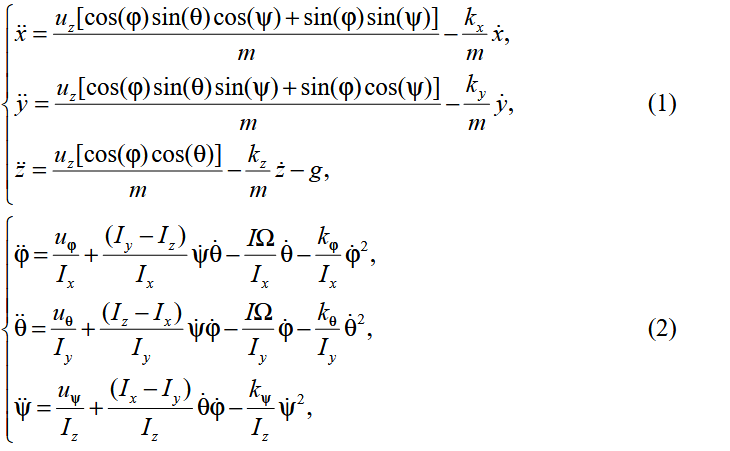 ẍ = u_z[cos(φ)sin(θ)cos(ψ)+sin(φ)sin(ψ)]/m − (k_x/m)ẋ,
ÿ = u_z[cos(φ)sin(θ)sin(ψ)+sin(φ)cos(ψ)]/m − (k_y/m)ẏ, (1)
z̈ = u_z[cos(φ)cos(θ)]/m − (k_z/m)ż − g,
φ̈ = u_φ/I_x + ((I_y − I_z)/I_x)ψ̇θ̇ − (IΩ/I_x)θ̇ − (k_φ/I_x)φ̇²,
θ̈ = u_θ/I_y + ((I_z − I_x)/I_y)ψ̇φ̇ − (IΩ/I_y)φ̇ − (k_θ/I_y)θ̇², (2)
ψ̈ = u_ψ/I_z + ((I_x − I_y)/I_z)θ̇φ̇ − (k_ψ/I_z)ψ̇²,